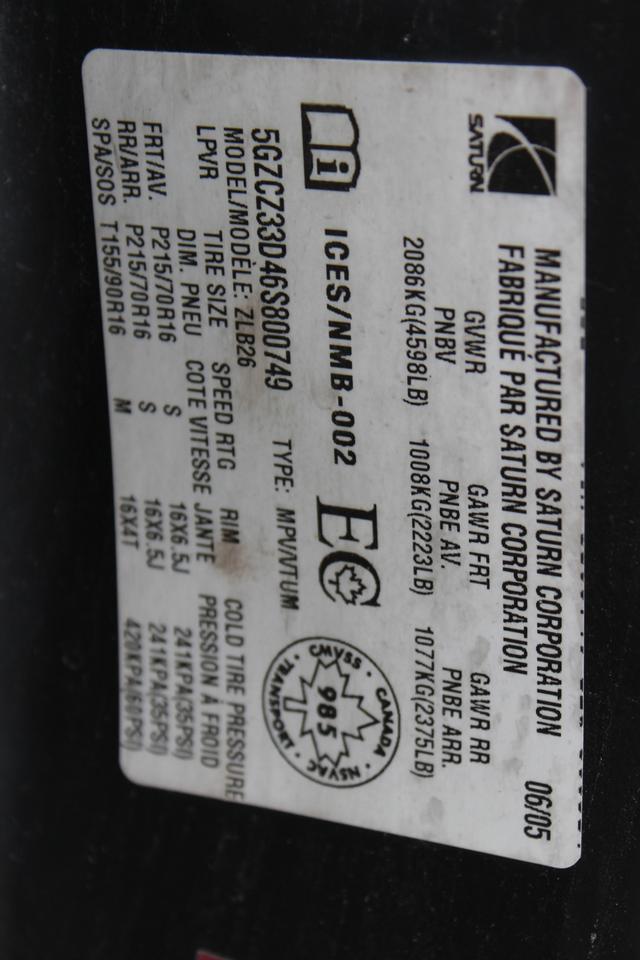 SATURN
MANUFACTURED BY SATURN CORPORATION 06/05
FABRIQUÉ PAR SATURN CORPORATION
GVWR GAWR FRT GAWR RR
PNBV PNBE AV. PNBE ARR.
2086KG(4598LB) 1008KG(2223LB) 1077KG(2375LB)
i ICES/NMB-002 EC
CMVSS · CANADA · NSVAC · TRANSPORT ·
985
5GZCZ33D46S800749 TYPE: MPV/VTUM
MODEL/MODÈLE: ZLB26
LPVR TIRE SIZE SPEED RTG RIM COLD TIRE PRESSURE
DIM. PNEU COTE VITESSE JANTE PRESSION À FROID
FRT/AV. P215/70R16 S 16X6.5J 241KPA(35PSI)
RR/ARR. P215/70R16 S 16X6.5J 241KPA(35PSI)
SPA/SOS T155/90R16 M 16X4T 420KPA(60PSI)